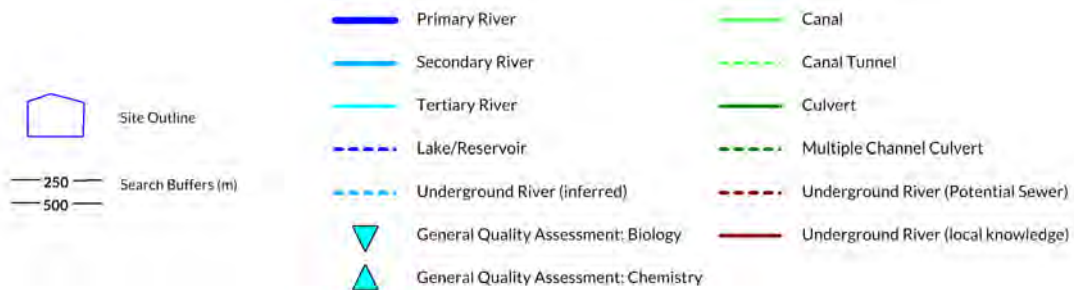 Site Outline
250
500
Search Buffers (m)
Primary River
Secondary River
Tertiary River
Lake/Reservoir
Underground River (inferred)
General Quality Assessment: Biology
General Quality Assessment: Chemistry
Canal
Canal Tunnel
Culvert
Multiple Channel Culvert
Underground River (Potential Sewer)
Underground River (local knowledge)